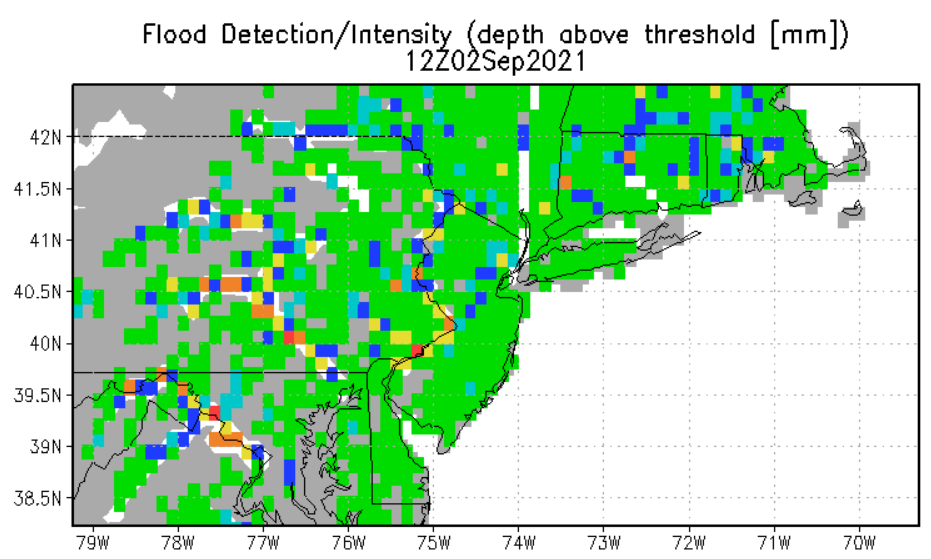 Flood Detection/Intensity (depth above threshold [mm])
12Z02Sep2021
42N
41.5N
41N
40.5N
40N
39.5N
39N
38.5N
79W 78W 77W 76W 75W 74W 73W 72W 71W 70W